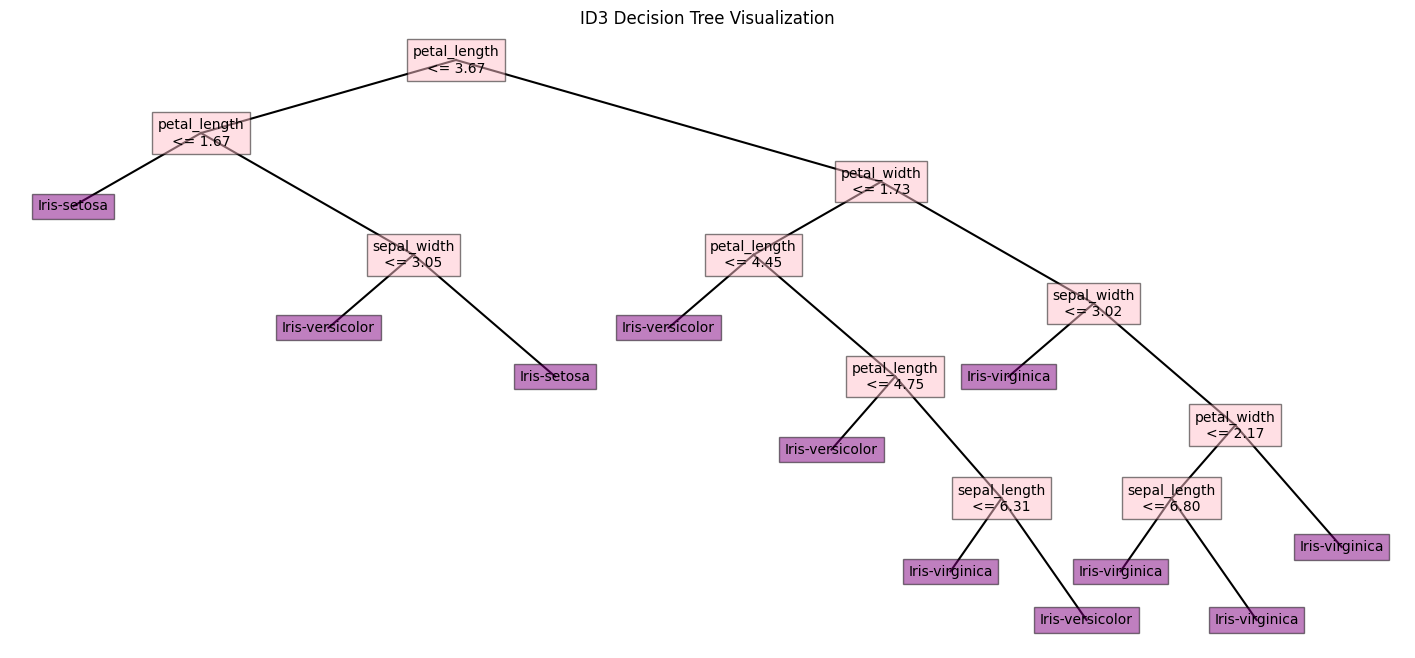 ID3 Decision Tree Visualization
petal_length
<= 3.67
petal_length
<= 1.67
petal_width
<= 1.73
Iris-setosa
sepal_width
<= 3.05
petal_length
<= 4.45
sepal_width
<= 3.02
Iris-versicolor
Iris-versicolor
Iris-setosa
petal_length
<= 4.75
Iris-virginica
petal_width
<= 2.17
Iris-versicolor
sepal_length
<= 6.31
sepal_length
<= 6.80
Iris-virginica
Iris-virginica
Iris-virginica
Iris-versicolor
Iris-virginica